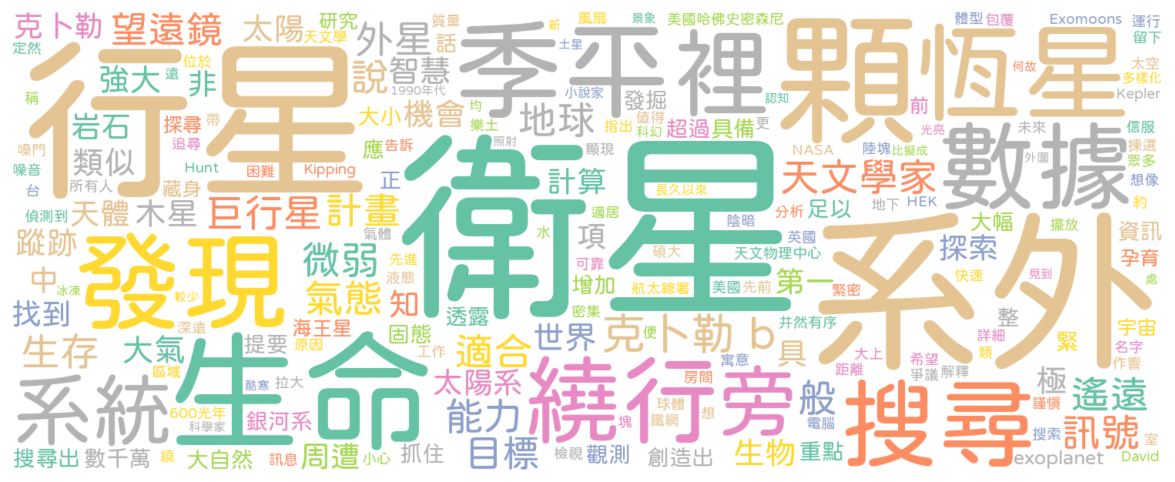 克卜勒 望遠鏡 太陽 研究 天文學 外星 質量 話 風扇 新 景象 美國哈佛史密森尼 體型 包覆 Exomoons 運行
定然 位於 土星 季平 裡 顆 恆星 何故 留下
行星 強大 遠 非 說 智慧 1990年代 小說家 發掘 認知 太空 多樣化
稱 帶 大小 機會 均 地球 值得 科幻 超過 具備 更 前 光亮 Kepler
岩石 探尋 追尋 應 告訴 樂土 指出 數據 未來 信服
嗓門 類似 Hunt 困難 Kipping 照射 顯現 NASA 陸塊 比擬成 揀選 眾多
噪音 所有人 衛星 計算 天文學家 外圍
台 藏身 正 長久以來 地下 HEK 想像
偵測到 天體 木星 巨行星 計畫 適居 陰暗 分析 足以 約
蹤跡 氣體 水 項 碩大 英國 系外 大幅 擺放
發現 微弱 先進 可靠 天文物理中心 探索 資訊
中 冰凍 氣態 知 液態 增加 航太總署 美國 先前 第一 緊密 快速 見到 孕育 處
找到 較少 深遠 海王星 固態 透露 密集 井然有序 整 詳細 緊 宇宙
生存 大氣 提要 原因 工作 適合 世界 克卜勒 b 便 寓意 具 大上 希望 類 名字
區域 生命 距離 爭議 解釋 作響
系統 酷寒 拉大 太陽系 繞行 房間 旁 般 極 遙遠
600光年 科學家 銀河系 能力 塊 球體 鐵網 想 電腦 搜尋 謹慎 搜索 訊號 室
搜尋出 數千萬 繞 大自然 訊息 周遭 小心 抓住 目標 檢視 觀測 創造出 生物 重點 exoplanet David